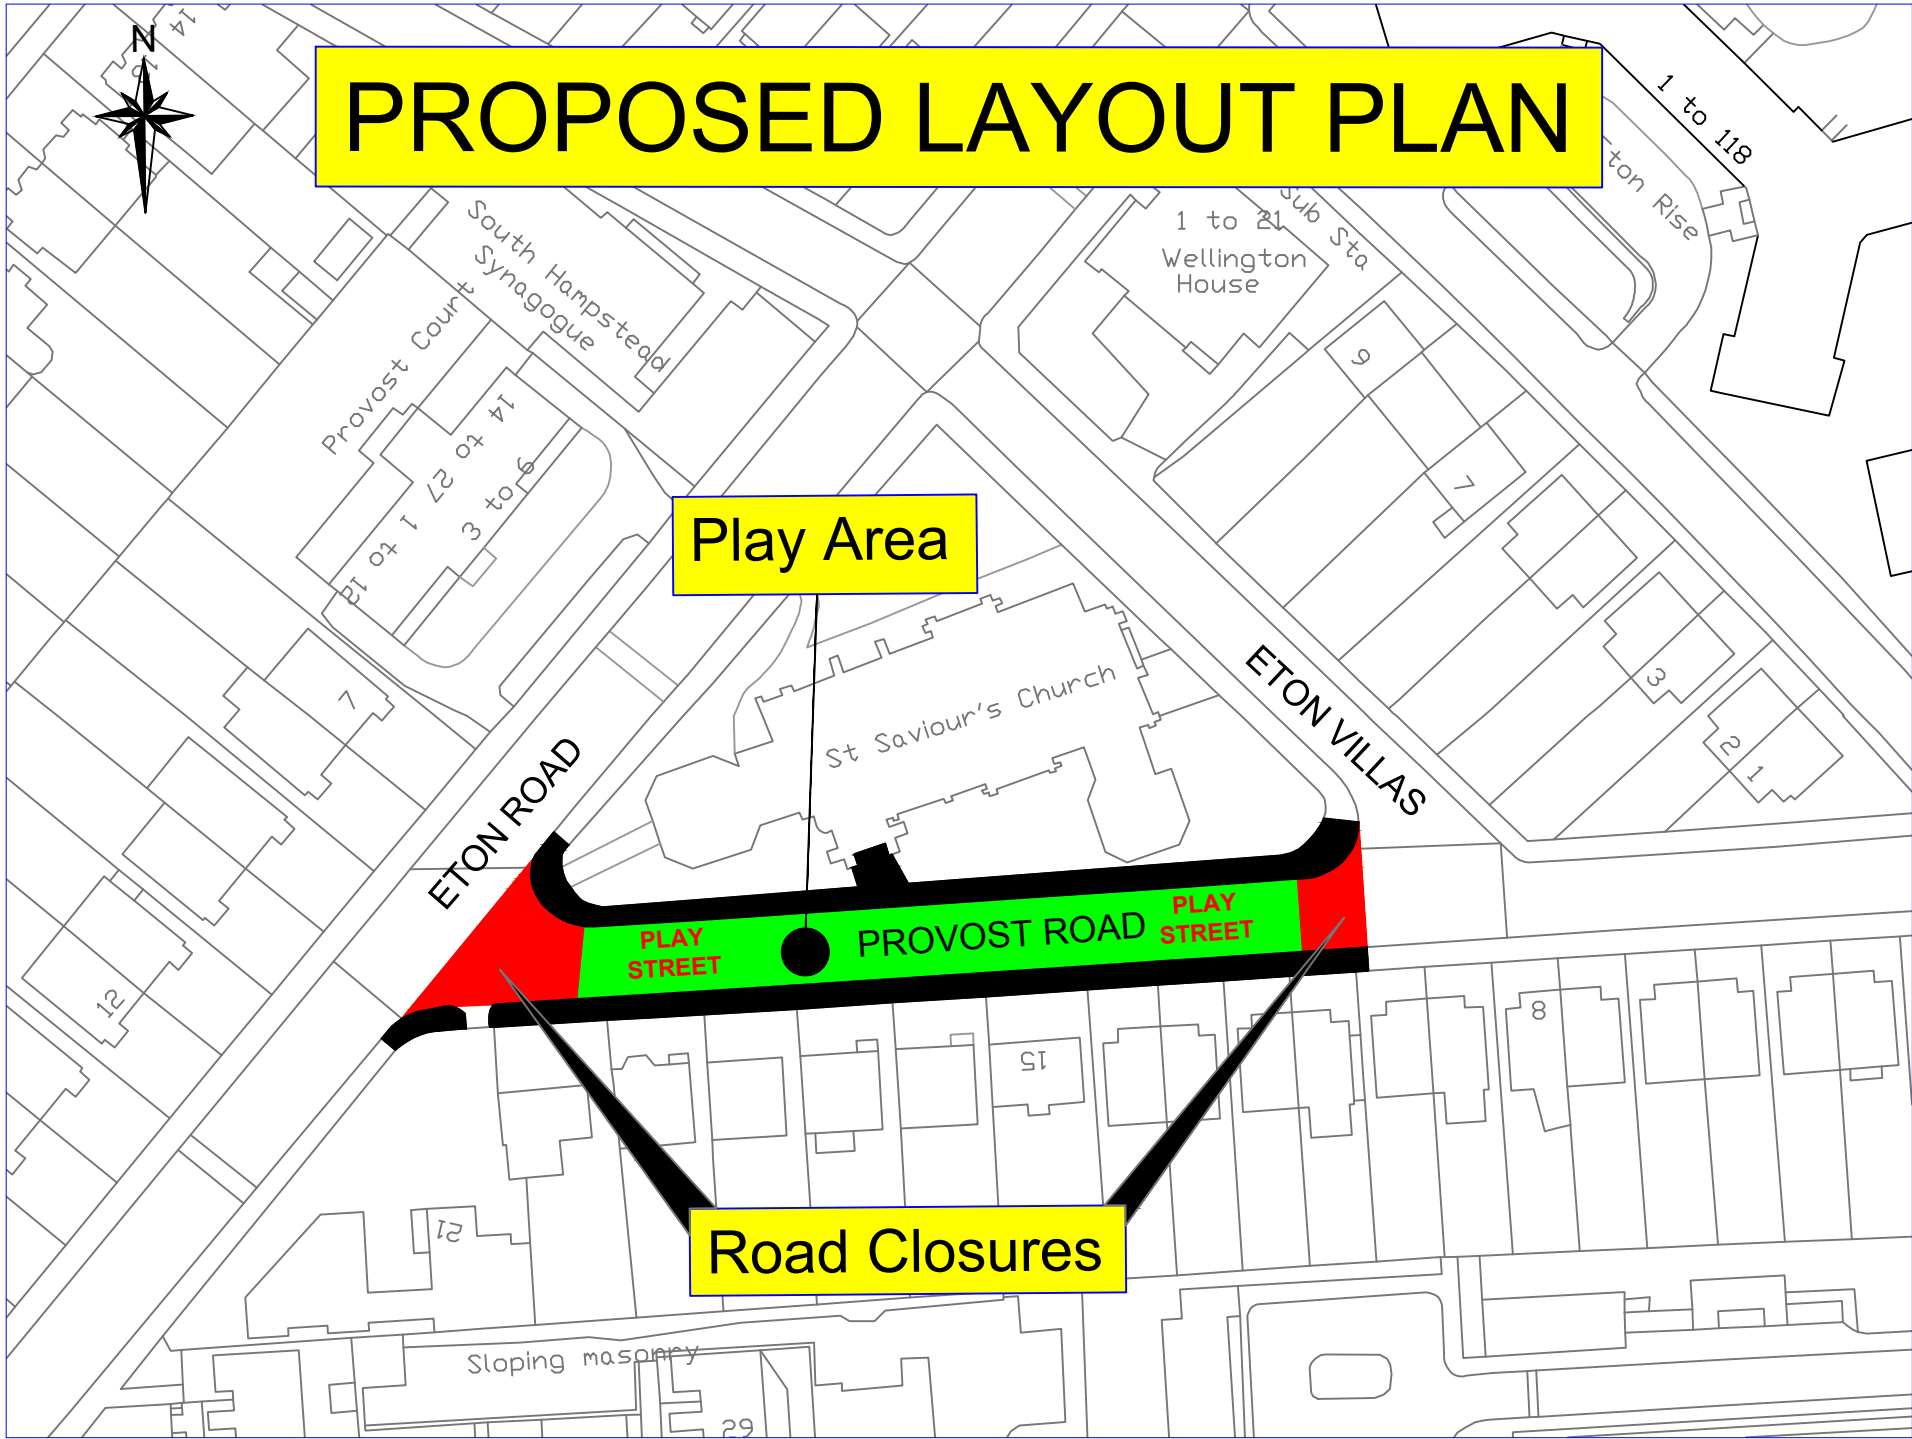 14
N
PROPOSED LAYOUT PLAN
1 to 118
ton Rise
Sub Sta
1 to 21
Wellington
House
South Hampstead
Synagogue
Provost Court
14 to 27
1 to 12
3 to 6
9
7
Play Area
3
2
1
7
St Saviour's Church
ETON ROAD
ETON VILLAS
12
PLAY
STREET
PROVOST ROAD
PLAY
STREET
15
8
21
Road Closures
Sloping masonry
29